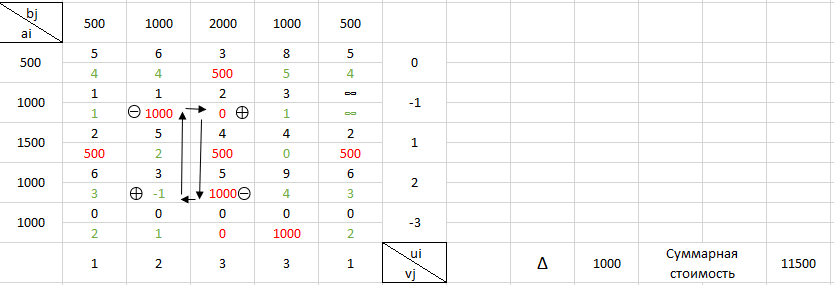 bj 500 1000 2000 1000 500
ai
5 6 3 8 5
500 0
4 4 500 5 4
1 1 2 3 ∞
1000 -1
1 ⊖ 1000 0 ⊕ 1 ∞
2 5 4 4 2
1500 1
500 2 500 0 500
6 3 5 9 6
1000 2
3 ⊕ -1 1000 ⊖ 4 3
0 0 0 0 0
1000 -3
2 1 0 1000 2
1 2 3 3 1 ui
vj
Δ 1000 Суммарная
стоимость 11500